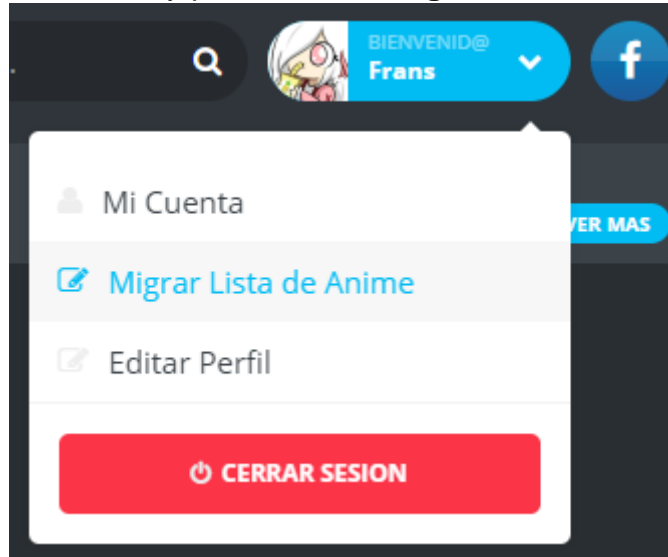 BIENVENID@
Frans
Mi Cuenta
VER MAS
Migrar Lista de Anime
Editar Perfil
CERRAR SESION